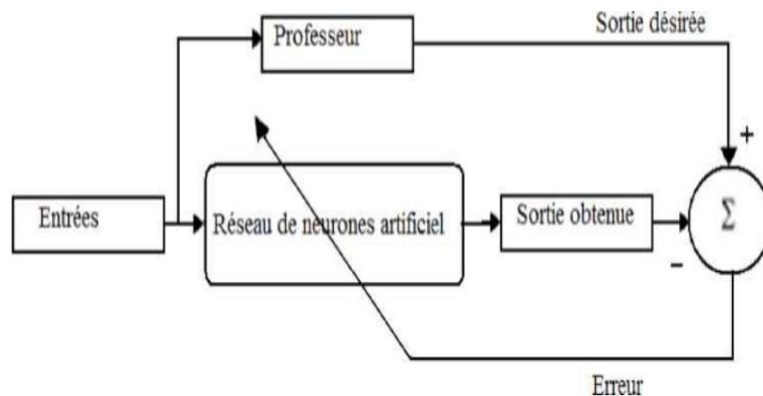 Professeur
Sortie désirée
+
Entrées
Réseau de neurones artificiel
Sortie obtenue
Σ
−
Erreur